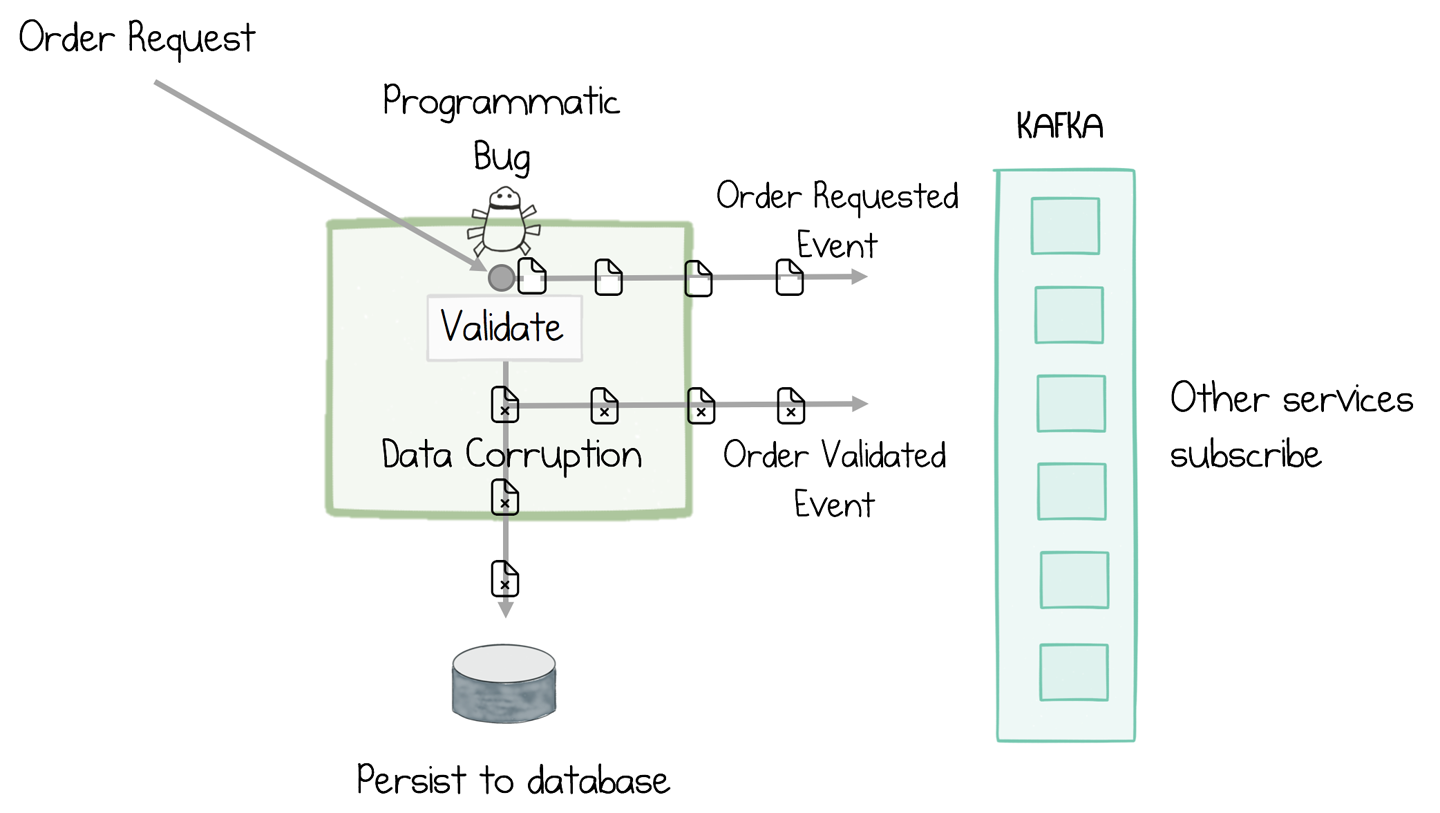 Order Request
Programmatic
Bug
KAFKA
Order Requested
Event
Validate
Other services
subscribe
Data Corruption
Order Validated
Event
Persist to database